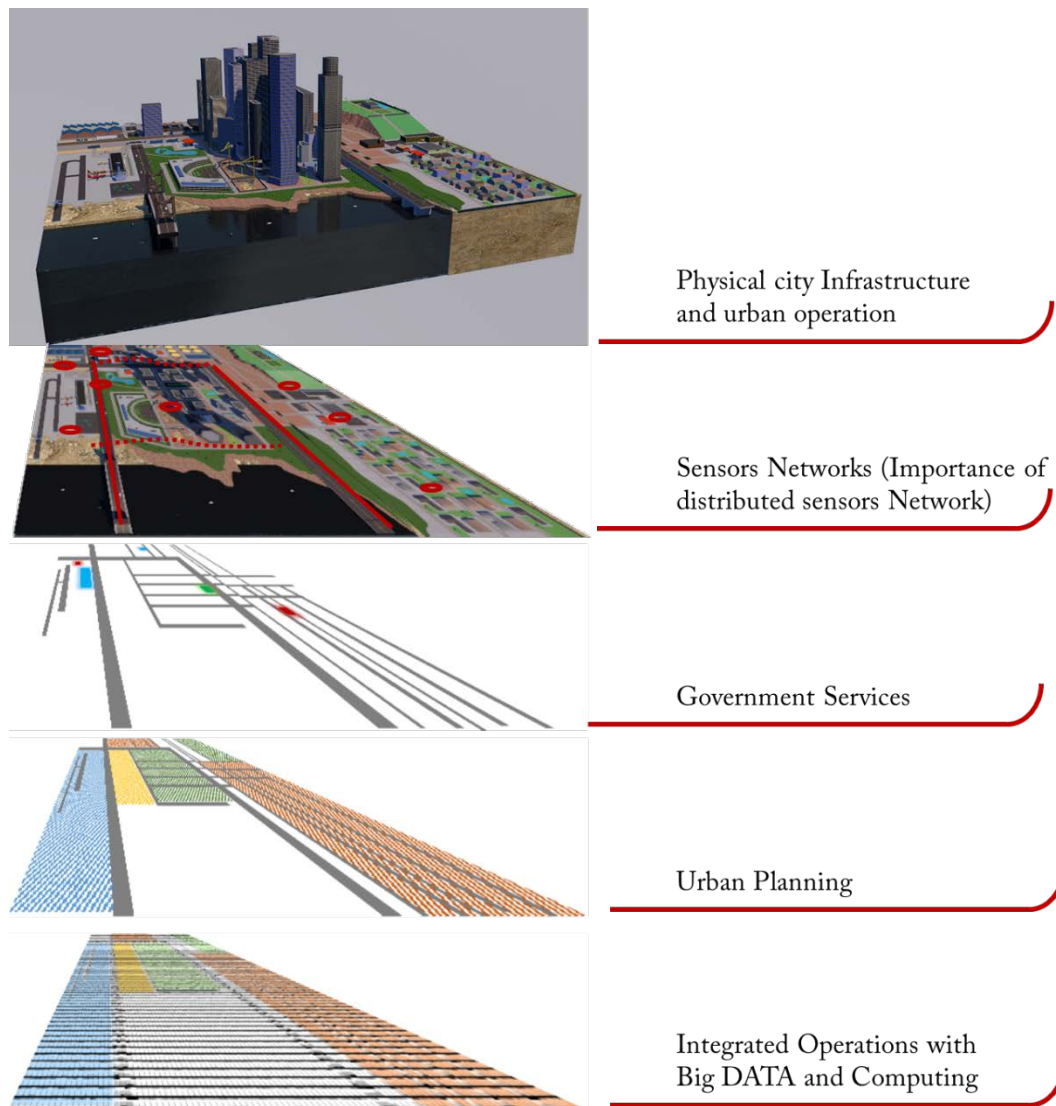 Physical city Infrastructure
and urban operation
Sensors Networks (Importance of
distributed sensors Network)
Government Services
Urban Planning
Integrated Operations with
Big DATA and Computing